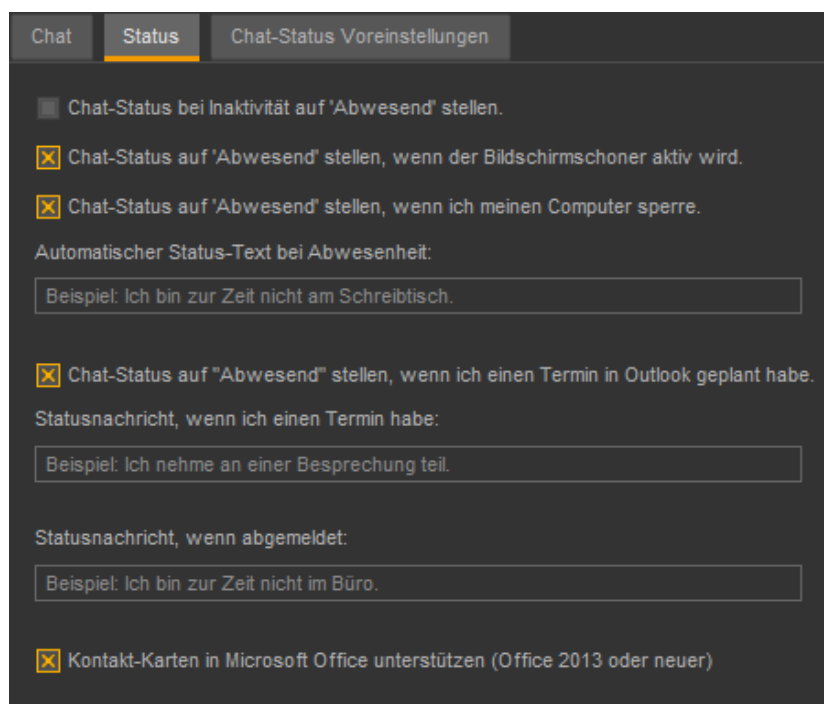 Chat Status Chat-Status Voreinstellungen
Chat-Status bei Inaktivität auf 'Abwesend' stellen.
Chat-Status auf 'Abwesend' stellen, wenn der Bildschirmschoner aktiv wird.
Chat-Status auf 'Abwesend' stellen, wenn ich meinen Computer sperre.
Automatischer Status-Text bei Abwesenheit:
Beispiel: Ich bin zur Zeit nicht am Schreibtisch.
Chat-Status auf "Abwesend" stellen, wenn ich einen Termin in Outlook geplant habe.
Statusnachricht, wenn ich einen Termin habe:
Beispiel: Ich nehme an einer Besprechung teil.
Statusnachricht, wenn abgemeldet:
Beispiel: Ich bin zur Zeit nicht im Büro.
Kontakt-Karten in Microsoft Office unterstützen (Office 2013 oder neuer)